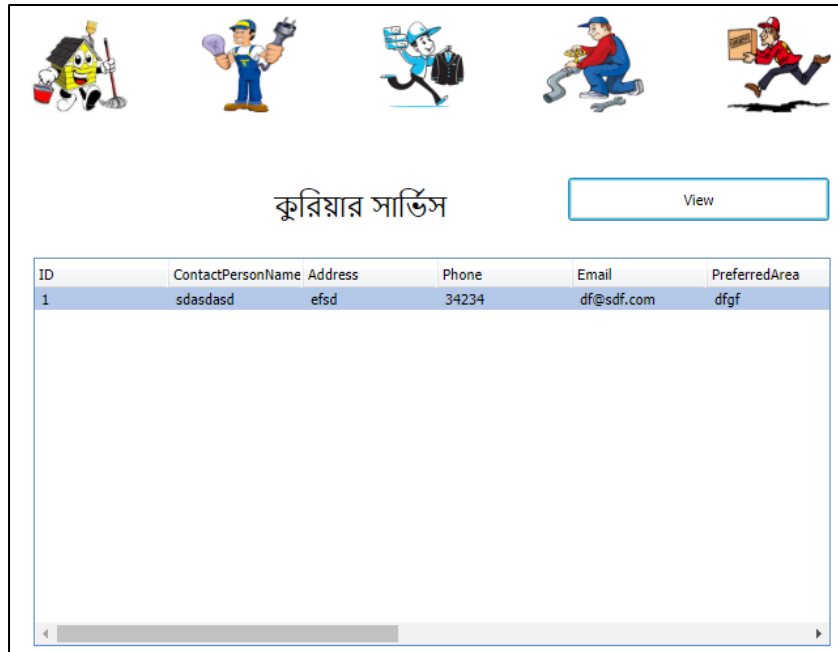 কুরিয়ার সার্ভিস
View
ID ContactPersonName Address Phone Email PreferredArea
1 sdasdasd efsd 34234 df@sdf.com dfgf